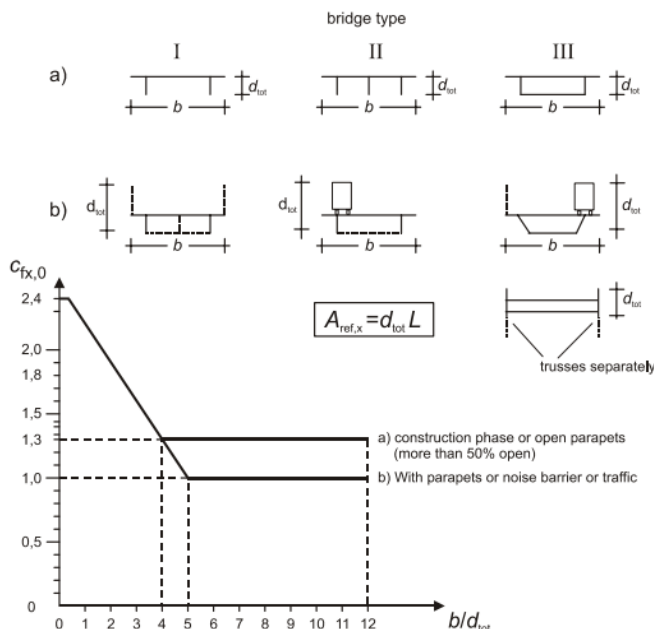 bridge type
I II III
a) d_tot
b b b
b) d_tot d_tot d_tot
b b b
c_fx,0
2,4
A_ref,x = d_tot L
d_tot
trusses separately
2,0
1,8
1,5
1,3
a) construction phase or open parapets
(more than 50% open)
1,0
b) With parapets or noise barrier or traffic
0,5
0
0 1 2 3 4 5 6 7 8 9 10 11 12 b/d_tot